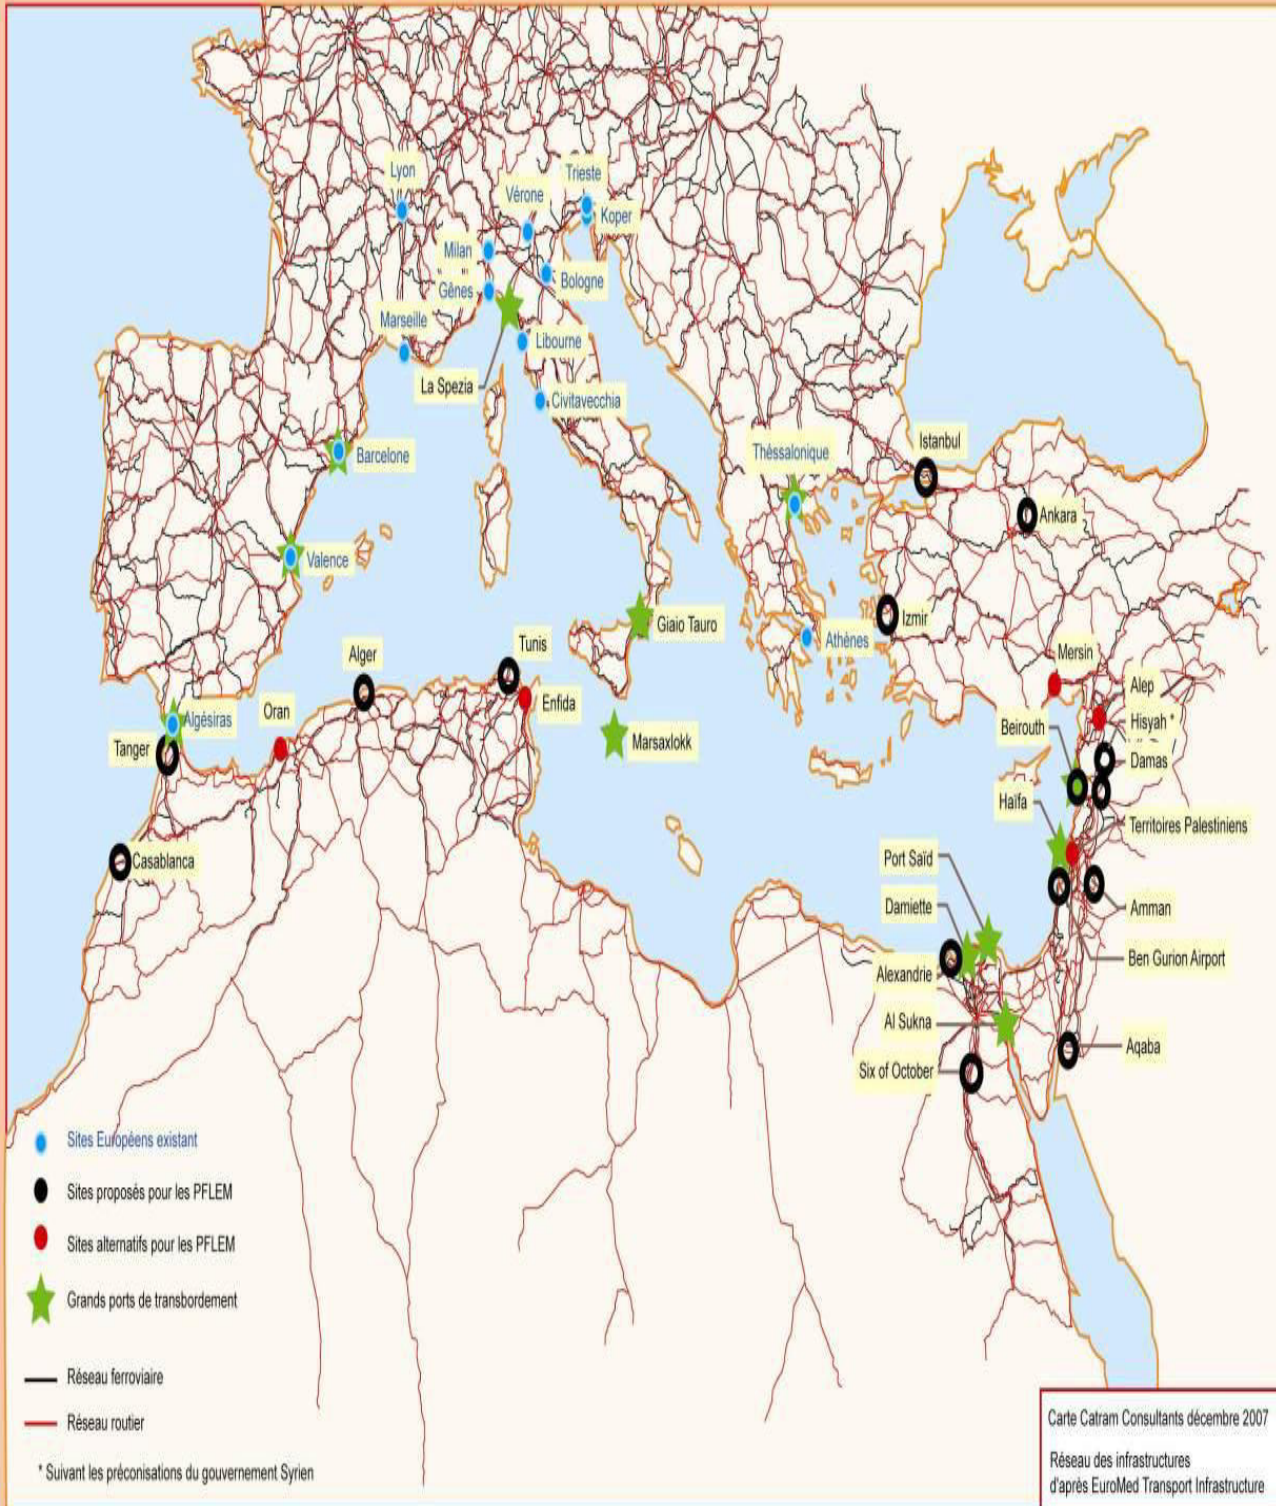 Lyon
Vérone
Trieste
Koper
Milan
Bologne
Gênes
Marseille
Libourne
La Spezia
Civitavecchia
Barcelone
Istanbul
Théssalonique
Ankara
Valence
Izmir
Giaio Tauro
Athènes
Tunis
Alger
Mersin
Alep
Enfida
Oran
Algésiras
Hisyah *
Beirouth
Marsaxlokk
Tanger
Damas
Haïfa
Territoires Palestiniens
Port Saïd
Casablanca
Damiette
Amman
Ben Gurion Airport
Alexandrie
Al Sukna
Aqaba
Six of October
Sites Européens existant
Sites proposés pour les PFLEM
Sites alternatifs pour les PFLEM
Grands ports de transbordement
Réseau ferroviaire
Réseau routier
* Suivant les préconisations du gouvernement Syrien
Carte Catram Consultants décembre 2007
Réseau des infrastructures
d'après EuroMed Transport Infrastructure